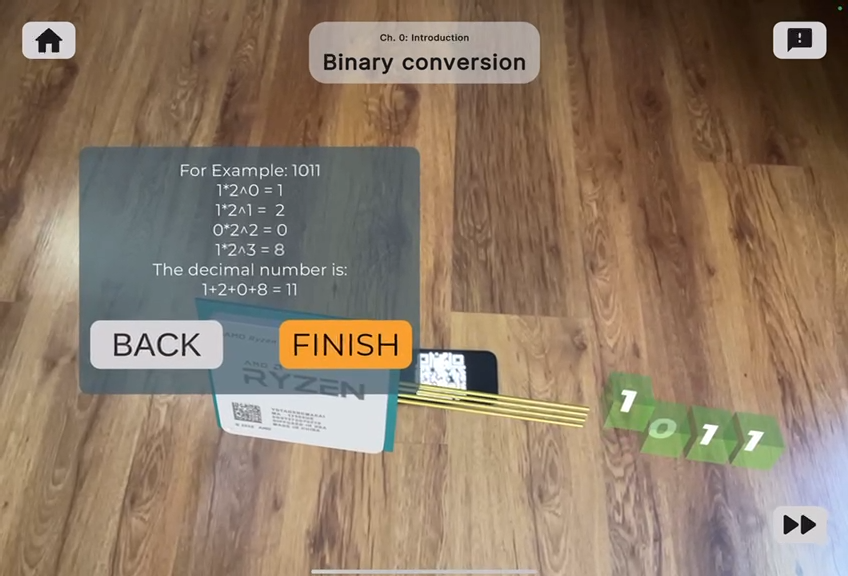 Ch. 0: Introduction
Binary conversion
For Example: 1011
1*2^0 = 1
1*2^1 = 2
0*2^2 = 0
1*2^3 = 8
The decimal number is:
1+2+0+8 = 11
BACK
FINISH
AMD Ryzen
RYZEN
1 0 1 1